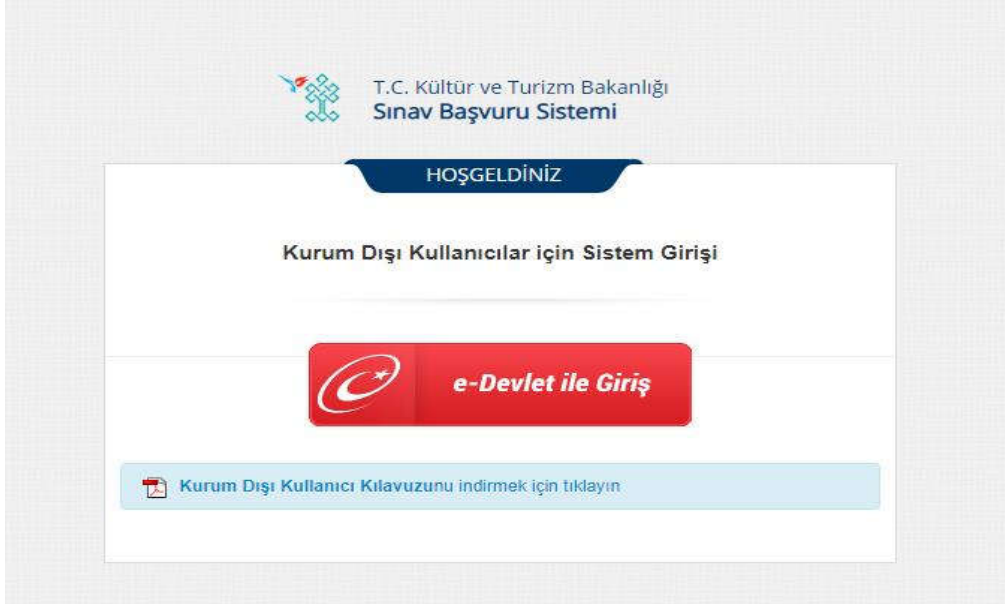 T.C. Kültür ve Turizm Bakanlığı
Sınav Başvuru Sistemi
HOŞGELDİNİZ
Kurum Dışı Kullanıcılar için Sistem Girişi
e-Devlet ile Giriş
Kurum Dışı Kullanıcı Kılavuzunu indirmek için tıklayın